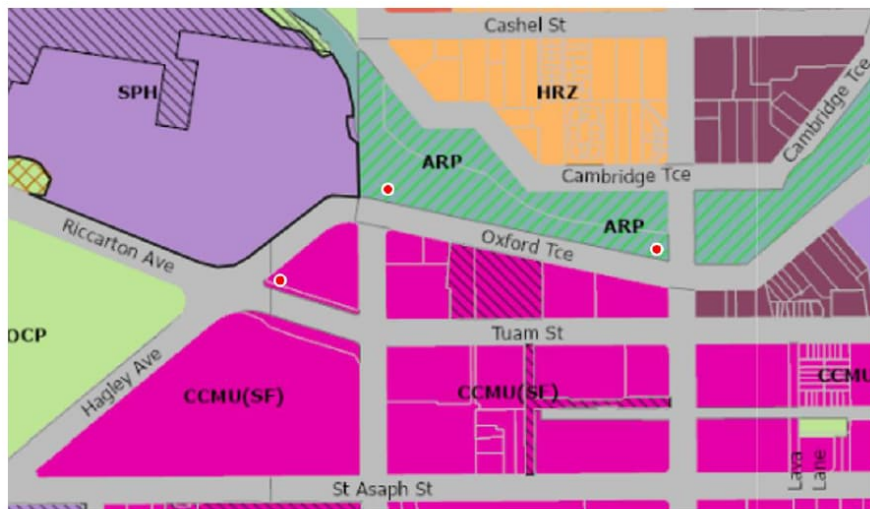 Cashel St
SPH
HRZ
Cambridge Tce
ARP
Cambridge Tce
ARP
Riccarton Ave
Oxford Tce
OCP
Tuam St
Hagley Ave
CCMU(SF)
CCMU(SF)
CCMU
Lava
Lane
St Asaph St